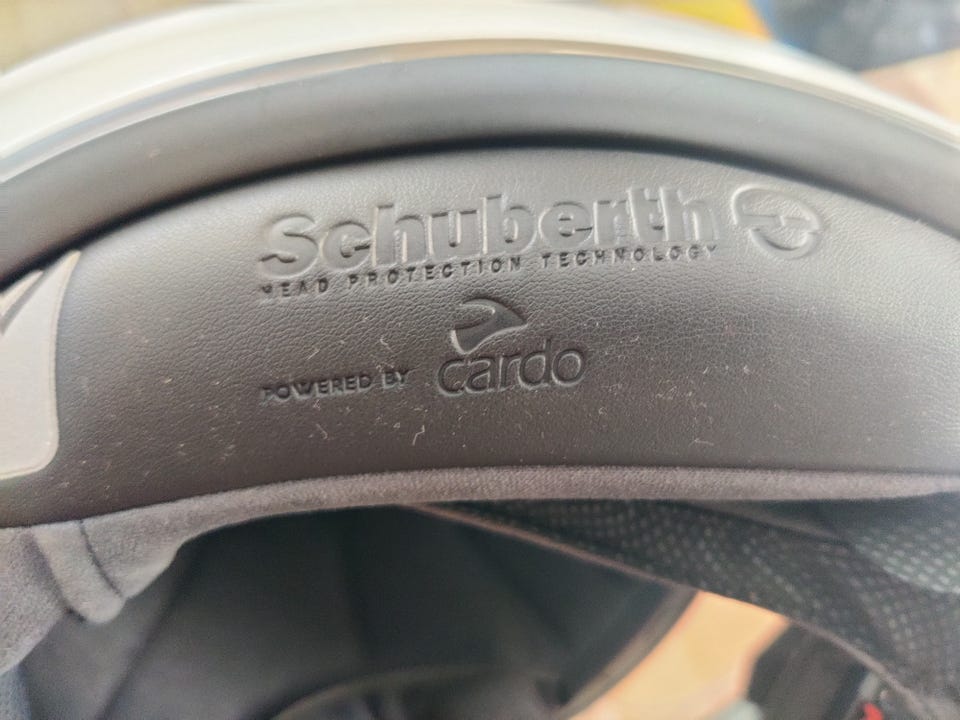 Schuberth
HEAD PROTECTION TECHNOLOGY
POWERED BY cardo